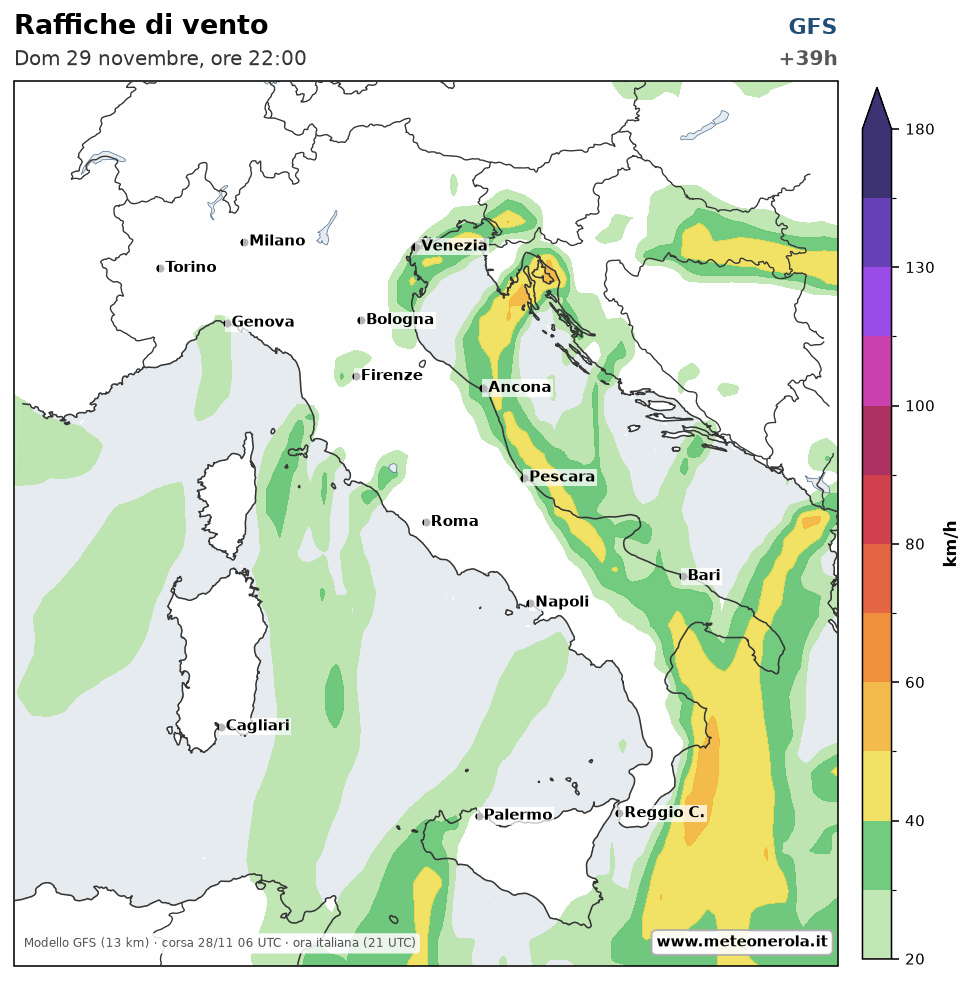 Raffiche di vento
GFS
Dom 29 novembre, ore 22:00
+39h
180
Milano
Venezia
Torino
130
Genova
Bologna
Firenze
Ancona
100
Pescara
Roma
80
km/h
Bari
Napoli
60
Cagliari
Palermo
Reggio C.
40
Modello GFS (13 km) · corsa 28/11 06 UTC · ora italiana (21 UTC)
www.meteonerola.it
20